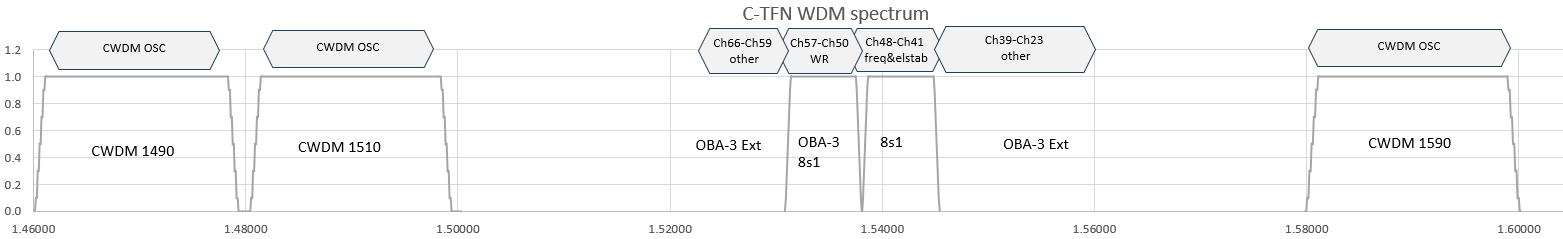 C-TFN WDM spectrum
CWDM OSC
CWDM OSC
Ch66-Ch59
other
Ch57-Ch50
WR
Ch48-Ch41
freq&elstab
Ch39-Ch23
other
CWDM OSC
1.2
1.0
0.8
0.6
0.4
0.2
0.0
CWDM 1490
CWDM 1510
OBA-3 Ext
OBA-3
8s1
8s1
OBA-3 Ext
CWDM 1590
1.46000
1.48000
1.50000
1.52000
1.54000
1.56000
1.58000
1.60000